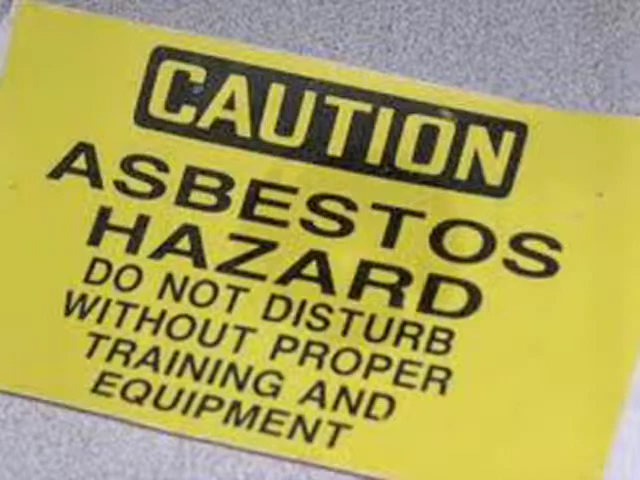 CAUTION
ASBESTOS
HAZARD
DO NOT DISTURB
WITHOUT PROPER
TRAINING AND
EQUIPMENT